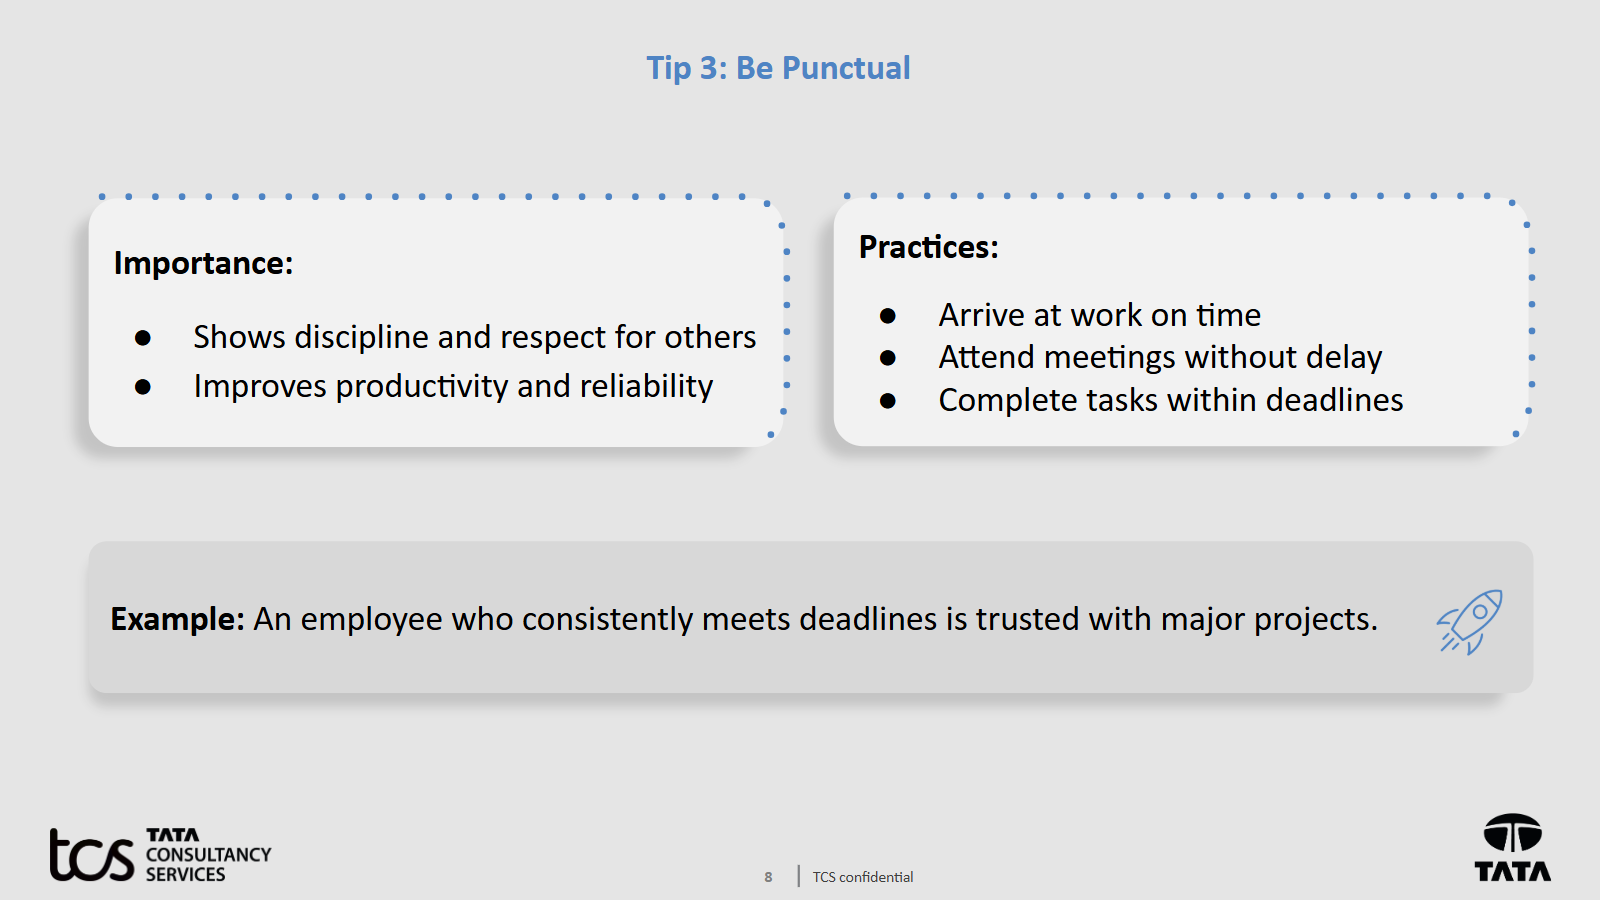 Tip 3: Be Punctual
Importance:
● Shows discipline and respect for others
● Improves productivity and reliability
Practices:
● Arrive at work on time
● Attend meetings without delay
● Complete tasks within deadlines
Example: An employee who consistently meets deadlines is trusted with major projects.
tcs
TATA
CONSULTANCY
SERVICES
8 | TCS confidential
TATA